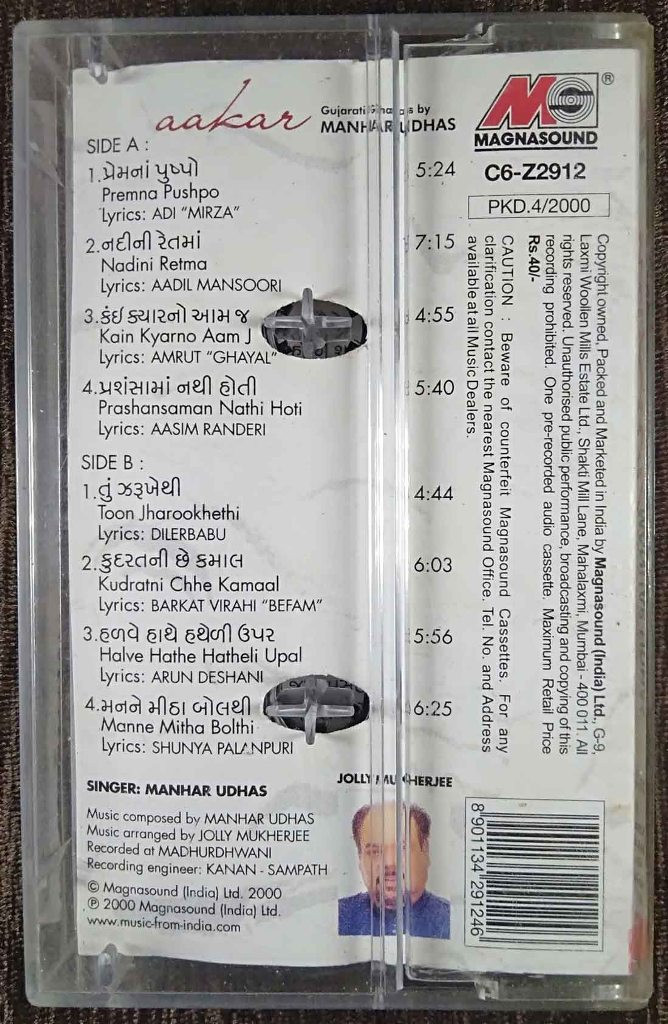 aakar
Gujarati Ghazals by
MANHAR UDHAS
SIDE A :
1.પ્રેમનાં પુષ્પો 5:24
Premna Pushpo
Lyrics: ADI "MIRZA"
2.નદીની રેતમાં 7:15
Nadini Retma
Lyrics: AADIL MANSOORI
3.કંઈ ક્યારનો આમ જ 4:55
Kain Kyarno Aam J
Lyrics: AMRUT "GHAYAL"
4.પ્રશંસામાં નથી હોતી 5:40
Prashansaman Nathi Hoti
Lyrics: AASIM RANDERI
SIDE B :
1.તું ઝરૂખેથી 4:44
Toon Jharookhethi
Lyrics: DILERBABU
2.કુદરતની છે કમાલ 6:03
Kudratni Chhe Kamaal
Lyrics: BARKAT VIRAHI "BEFAM"
3.હળવે હાથે હથેળી ઉપર 5:56
Halve Hathe Hatheli Upal
Lyrics: ARUN DESHANI
4.મનને મીઠા બોલથી 6:25
Manne Mitha Bolthi
Lyrics: SHUNYA PALANPURI
SINGER: MANHAR UDHAS
Music composed by MANHAR UDHAS
Music arranged by JOLLY MUKHERJEE
Recorded at MADHURDHWANI
Recording engineer: KANAN - SAMPATH
© Magnasound (India) Ltd. 2000
℗ 2000 Magnasound (India) Ltd.
www.music-from-india.com
JOLLY MUKHERJEE
MC ®
MAGNASOUND
C6-Z2912
PKD.4/2000
Copyright owned, Packed and Marketed in India by Magnasound (India) Ltd., G-9,
Laxmi Woollen Mills Estate Ltd., Shakti Mill Lane, Mahalaxmi, Mumbai - 400 011. All
rights reserved. Unauthorised public performance, broadcasting and copying of this
recording prohibited. One pre-recorded audio cassette. Maximum Retail Price
Rs.40/-
CAUTION : Beware of counterfeit Magnasound Cassettes. For any
clarification contact the nearest Magnasound Office. Tel. No. and Address
available at all Music Dealers.
8 901134 291246